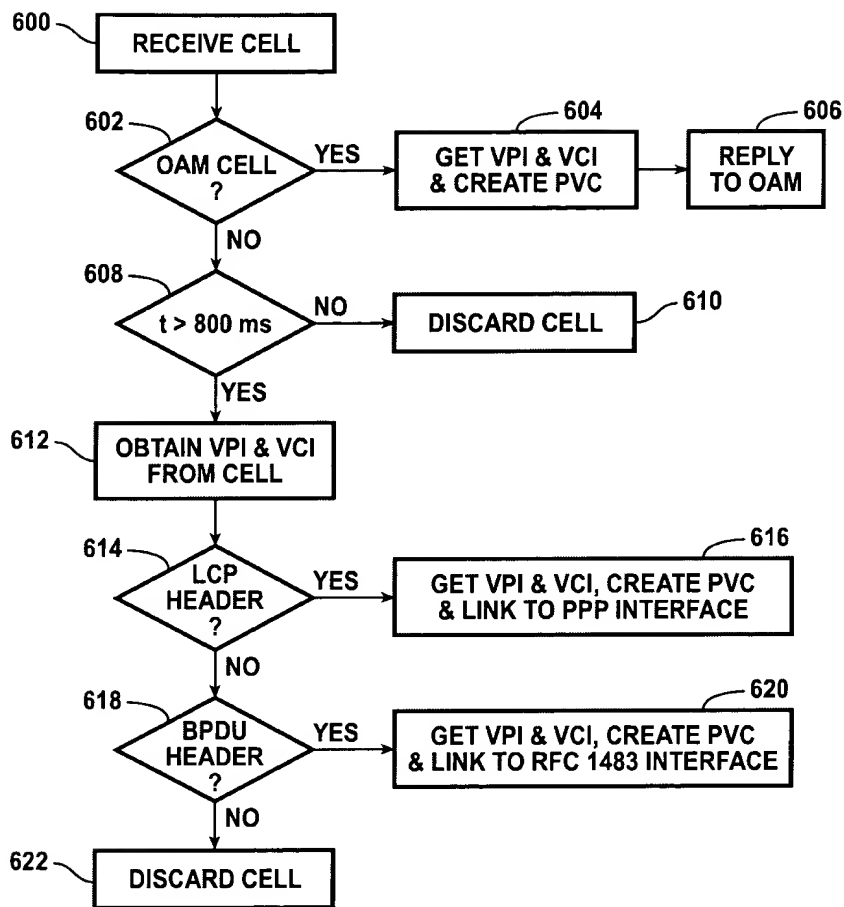 600
RECEIVE CELL
602
OAM CELL
?
YES
604
GET VPI & VCI
& CREATE PVC
606
REPLY
TO OAM
NO
608
t > 800 ms
NO
610
DISCARD CELL
YES
612
OBTAIN VPI & VCI
FROM CELL
614
LCP
HEADER
?
YES
616
GET VPI & VCI, CREATE PVC
& LINK TO PPP INTERFACE
NO
618
BPDU
HEADER
?
YES
620
GET VPI & VCI, CREATE PVC
& LINK TO RFC 1483 INTERFACE
NO
622
DISCARD CELL